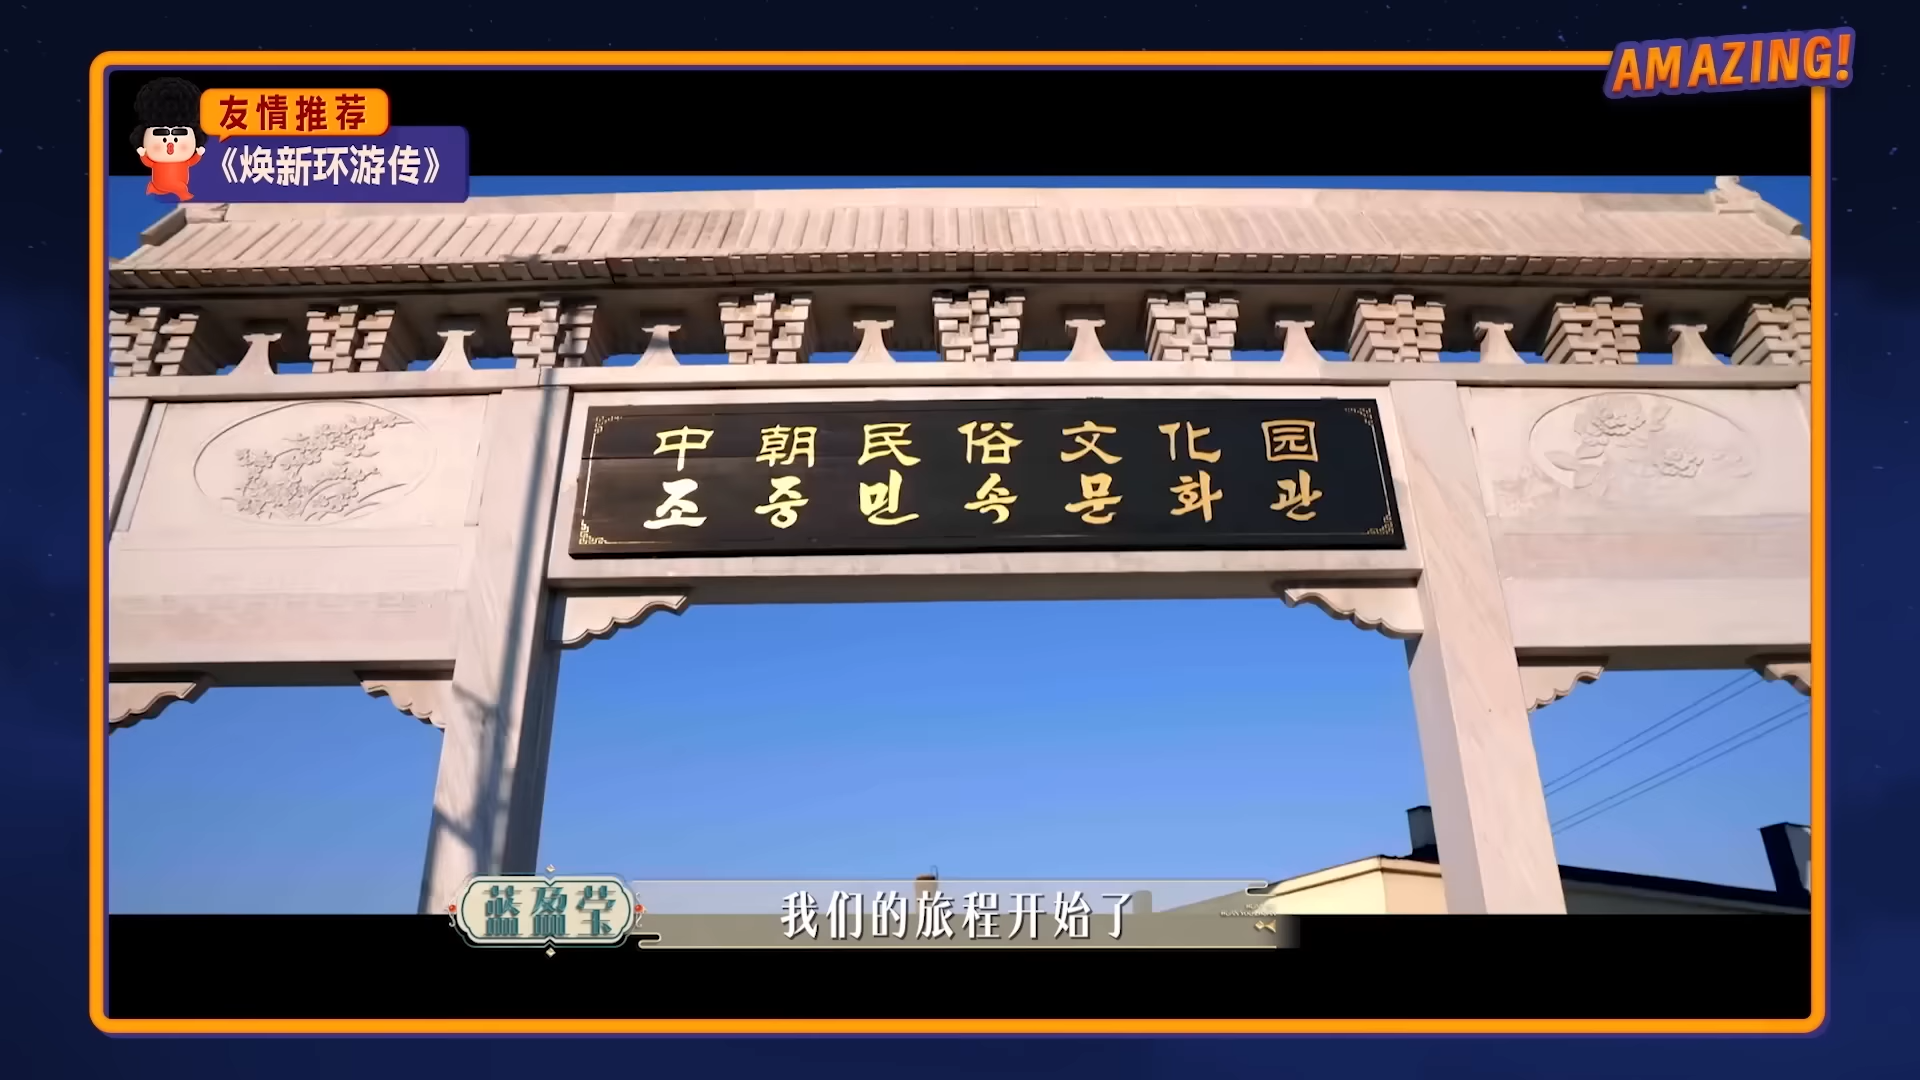 AMAZING!
友情推荐
《焕新环游传》
中朝民俗文化园
조중민속문화관
蓝盈莹
我们的旅程开始了